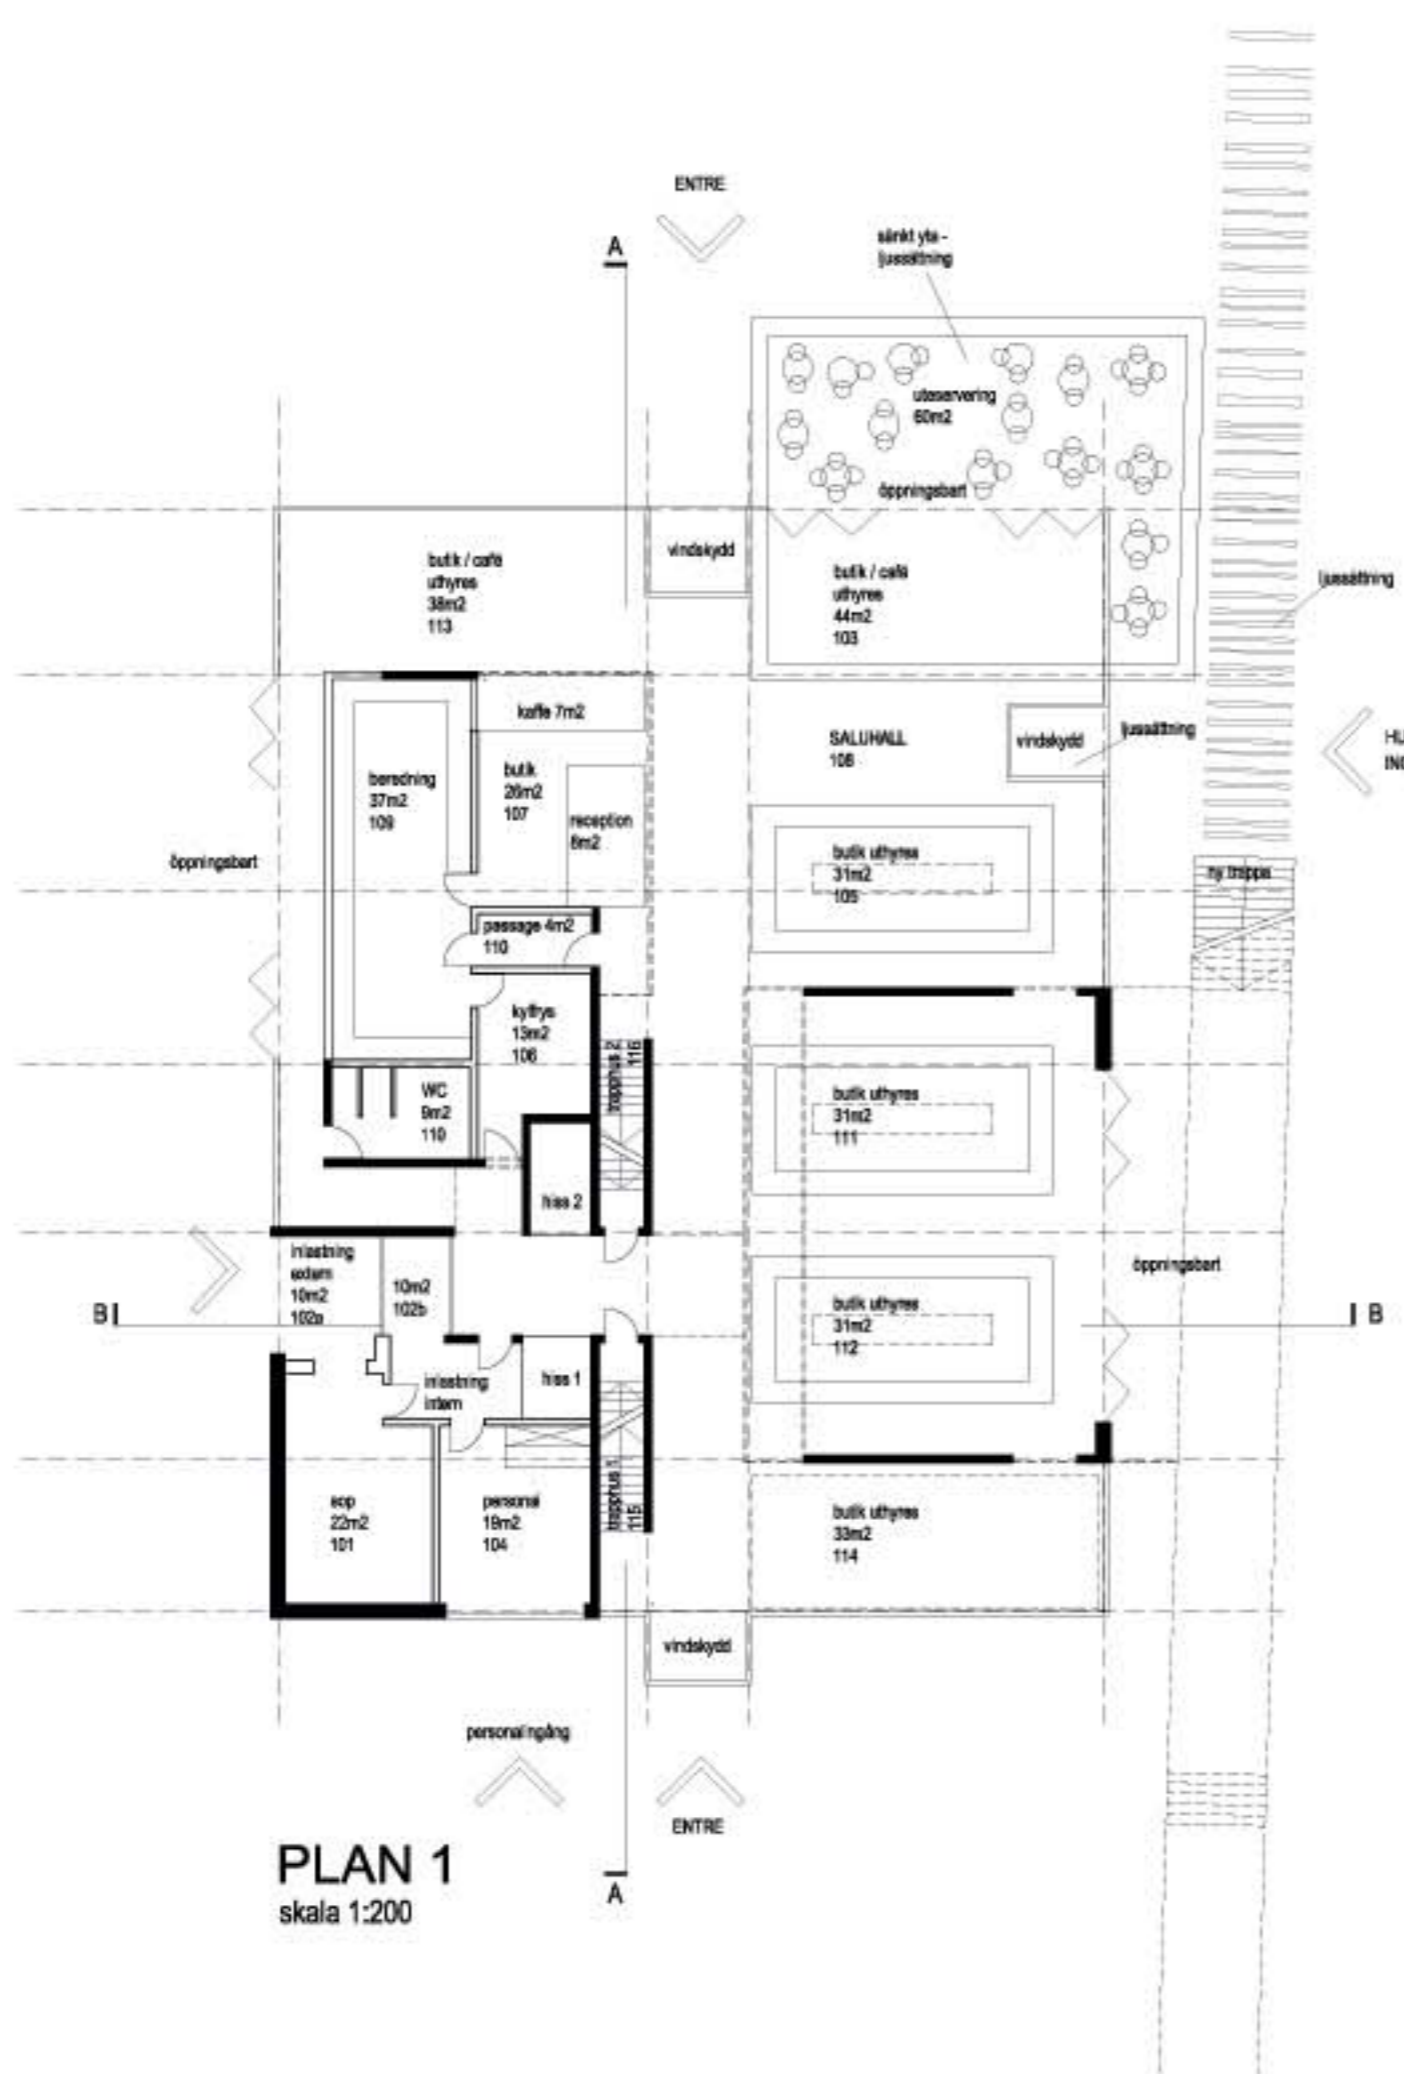 ENTRE
A
sänkt yta -
ljussättning
uteservering
60m2
öppningsbart
vindskydd
butik / café
uthyres
38m2
113
butik / café
uthyres
44m2
103
ljussättning
kaffe 7m2
SALUHALL
108
vindskydd
ljussättning
HU
ING
beredning
37m2
109
butik
26m2
107
reception
6m2
öppningsbart
butik uthyres
31m2
105
ny trappa
passage 4m2
110
kyl/frys
13m2
106
trapphus 2
116
WC
9m2
110
butik uthyres
31m2
111
hiss 2
inlastning
extern
10m2
102a
10m2
102b
öppningsbart
B
butik uthyres
31m2
112
B
inlastning
intern
hiss 1
sop
22m2
101
personal
19m2
104
trapphus 1
115
butik uthyres
33m2
114
vindskydd
personalingång
ENTRE
PLAN 1
skala 1:200
A